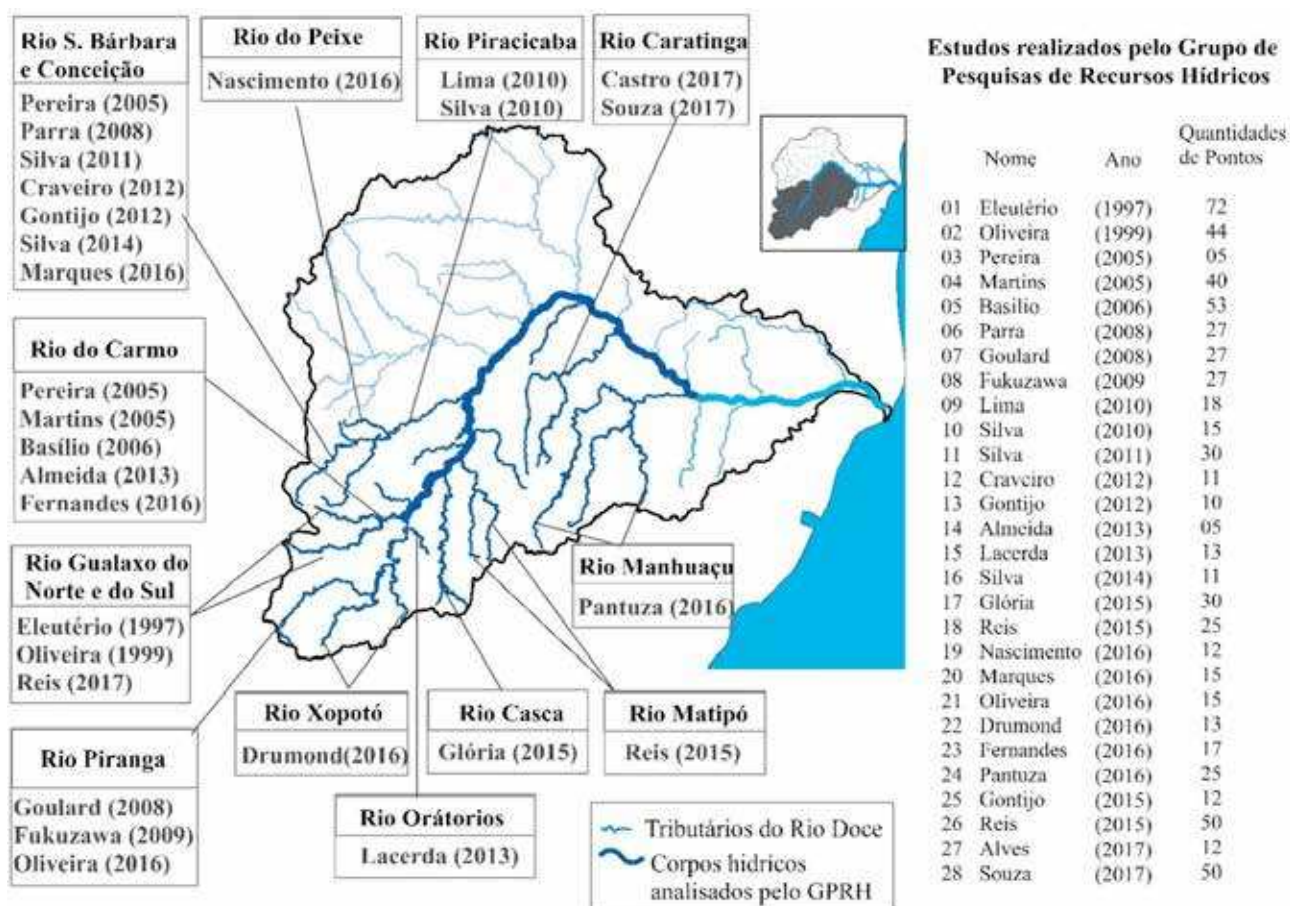 Rio S. Bárbara
e Conceição
Pereira (2005)
Parra (2008)
Silva (2011)
Craveiro (2012)
Gontijo (2012)
Silva (2014)
Marques (2016)
Rio do Peixe
Nascimento (2016)
Rio Piracicaba
Lima (2010)
Silva (2010)
Rio Caratinga
Castro (2017)
Souza (2017)
Rio do Carmo
Pereira (2005)
Martins (2005)
Basílio (2006)
Almeida (2013)
Fernandes (2016)
Rio Gualaxo do
Norte e do Sul
Eleutério (1997)
Oliveira (1999)
Reis (2017)
Rio Piranga
Goulard (2008)
Fukuzawa (2009)
Oliveira (2016)
Rio Xopotó
Drumond(2016)
Rio Casca
Glória (2015)
Rio Matipó
Reis (2015)
Rio Manhuaçu
Pantuza (2016)
Rio Orátorios
Lacerda (2013)
Tributários do Rio Doce
Corpos hídricos
analisados pelo GPRH
Estudos realizados pelo Grupo de
Pesquisas de Recursos Hídricos
Nome Ano Quantidades
de Pontos
01 Eleutério (1997) 72
02 Oliveira (1999) 44
03 Pereira (2005) 05
04 Martins (2005) 40
05 Basílio (2006) 53
06 Parra (2008) 27
07 Goulard (2008) 27
08 Fukuzawa (2009 27
09 Lima (2010) 18
10 Silva (2010) 15
11 Silva (2011) 30
12 Craveiro (2012) 11
13 Gontijo (2012) 10
14 Almeida (2013) 05
15 Lacerda (2013) 13
16 Silva (2014) 11
17 Glória (2015) 30
18 Reis (2015) 25
19 Nascimento (2016) 12
20 Marques (2016) 15
21 Oliveira (2016) 15
22 Drumond (2016) 13
23 Fernandes (2016) 17
24 Pantuza (2016) 25
25 Gontijo (2015) 12
26 Reis (2015) 50
27 Alves (2017) 12
28 Souza (2017) 50